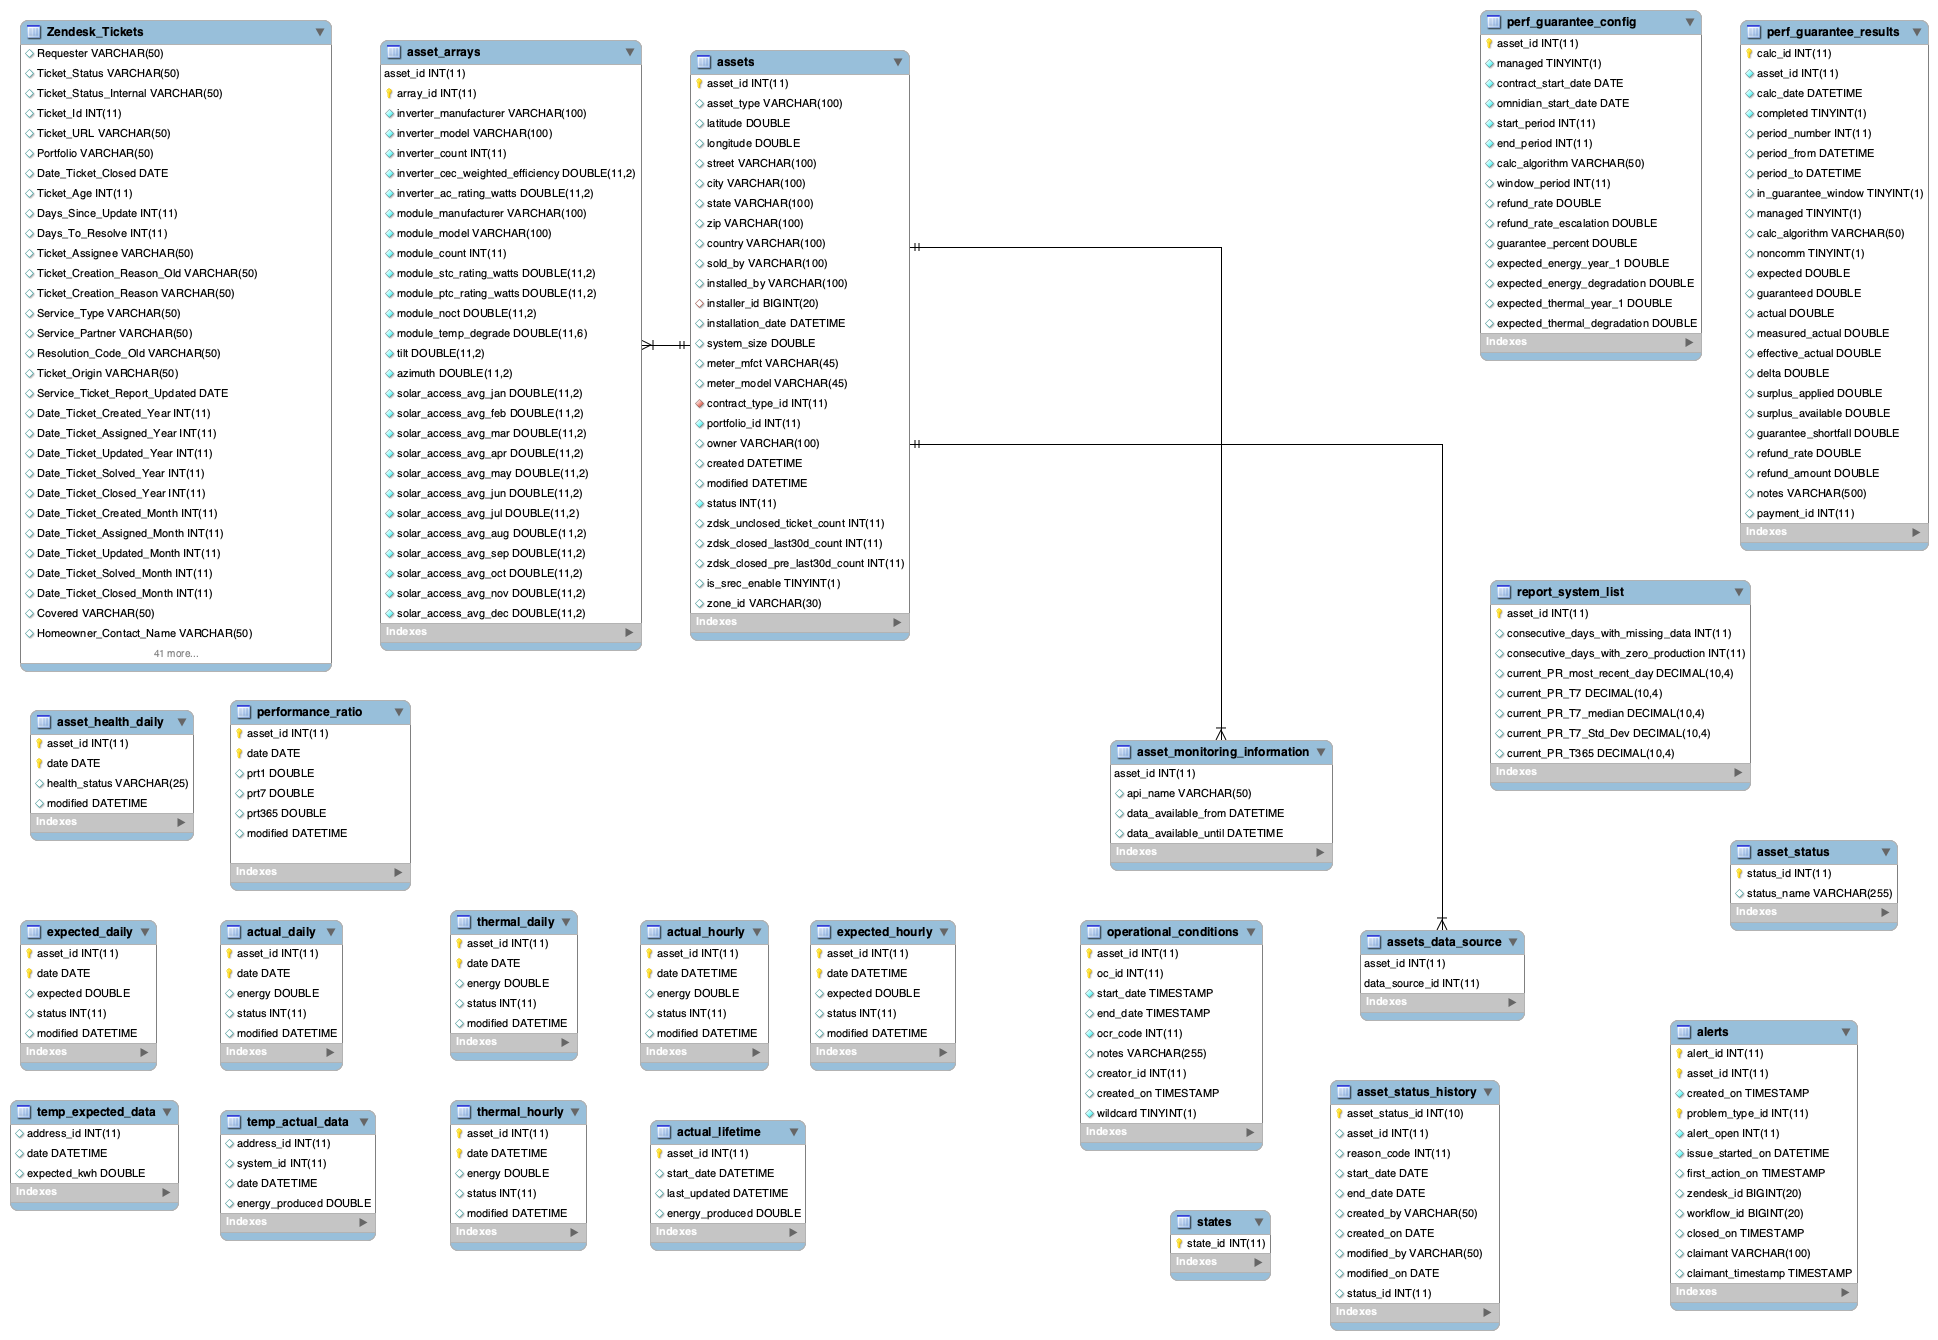 Zendesk_Tickets
Requester VARCHAR(50)
Ticket_Status VARCHAR(50)
Ticket_Status_Internal VARCHAR(50)
Ticket_Id INT(11)
Ticket_URL VARCHAR(50)
Portfolio VARCHAR(50)
Date_Ticket_Closed DATE
Ticket_Age INT(11)
Days_Since_Update INT(11)
Days_To_Resolve INT(11)
Ticket_Assignee VARCHAR(50)
Ticket_Creation_Reason_Old VARCHAR(50)
Ticket_Creation_Reason VARCHAR(50)
Service_Type VARCHAR(50)
Service_Partner VARCHAR(50)
Resolution_Code_Old VARCHAR(50)
Ticket_Origin VARCHAR(50)
Service_Ticket_Report_Updated DATE
Date_Ticket_Created_Year INT(11)
Date_Ticket_Assigned_Year INT(11)
Date_Ticket_Updated_Year INT(11)
Date_Ticket_Solved_Year INT(11)
Date_Ticket_Closed_Year INT(11)
Date_Ticket_Created_Month INT(11)
Date_Ticket_Assigned_Month INT(11)
Date_Ticket_Updated_Month INT(11)
Date_Ticket_Solved_Month INT(11)
Date_Ticket_Closed_Month INT(11)
Covered VARCHAR(50)
Homeowner_Contact_Name VARCHAR(50)
41 more...
asset_arrays
asset_id INT(11)
array_id INT(11)
inverter_manufacturer VARCHAR(100)
inverter_model VARCHAR(100)
inverter_count INT(11)
inverter_cec_weighted_efficiency DOUBLE(11,2)
inverter_ac_rating_watts DOUBLE(11,2)
module_manufacturer VARCHAR(100)
module_model VARCHAR(100)
module_count INT(11)
module_stc_rating_watts DOUBLE(11,2)
module_ptc_rating_watts DOUBLE(11,2)
module_noct DOUBLE(11,2)
module_temp_degrade DOUBLE(11,6)
tilt DOUBLE(11,2)
azimuth DOUBLE(11,2)
solar_access_avg_jan DOUBLE(11,2)
solar_access_avg_feb DOUBLE(11,2)
solar_access_avg_mar DOUBLE(11,2)
solar_access_avg_apr DOUBLE(11,2)
solar_access_avg_may DOUBLE(11,2)
solar_access_avg_jun DOUBLE(11,2)
solar_access_avg_jul DOUBLE(11,2)
solar_access_avg_aug DOUBLE(11,2)
solar_access_avg_sep DOUBLE(11,2)
solar_access_avg_oct DOUBLE(11,2)
solar_access_avg_nov DOUBLE(11,2)
solar_access_avg_dec DOUBLE(11,2)
Indexes
assets
asset_id INT(11)
asset_type VARCHAR(100)
latitude DOUBLE
longitude DOUBLE
street VARCHAR(100)
city VARCHAR(100)
state VARCHAR(100)
zip VARCHAR(100)
country VARCHAR(100)
sold_by VARCHAR(100)
installed_by VARCHAR(100)
installer_id BIGINT(20)
installation_date DATETIME
system_size DOUBLE
meter_mfct VARCHAR(45)
meter_model VARCHAR(45)
contract_type_id INT(11)
portfolio_id INT(11)
owner VARCHAR(100)
created DATETIME
modified DATETIME
status INT(11)
zdsk_unclosed_ticket_count INT(11)
zdsk_closed_last30d_count INT(11)
zdsk_closed_pre_last30d_count INT(11)
is_srec_enable TINYINT(1)
zone_id VARCHAR(30)
Indexes
perf_guarantee_config
asset_id INT(11)
managed TINYINT(1)
contract_start_date DATE
omnidian_start_date DATE
start_period INT(11)
end_period INT(11)
calc_algorithm VARCHAR(50)
window_period INT(11)
refund_rate DOUBLE
refund_rate_escalation DOUBLE
guarantee_percent DOUBLE
expected_energy_year_1 DOUBLE
expected_energy_degradation DOUBLE
expected_thermal_year_1 DOUBLE
expected_thermal_degradation DOUBLE
Indexes
perf_guarantee_results
calc_id INT(11)
asset_id INT(11)
calc_date DATETIME
completed TINYINT(1)
period_number INT(11)
period_from DATETIME
period_to DATETIME
in_guarantee_window TINYINT(1)
managed TINYINT(1)
calc_algorithm VARCHAR(50)
noncomm TINYINT(1)
expected DOUBLE
guaranteed DOUBLE
actual DOUBLE
measured_actual DOUBLE
effective_actual DOUBLE
delta DOUBLE
surplus_applied DOUBLE
surplus_available DOUBLE
guarantee_shortfall DOUBLE
refund_rate DOUBLE
refund_amount DOUBLE
notes VARCHAR(500)
payment_id INT(11)
Indexes
report_system_list
asset_id INT(11)
consecutive_days_with_missing_data INT(11)
consecutive_days_with_zero_production INT(11)
current_PR_most_recent_day DECIMAL(10,4)
current_PR_T7 DECIMAL(10,4)
current_PR_T7_median DECIMAL(10,4)
current_PR_T7_Std_Dev DECIMAL(10,4)
current_PR_T365 DECIMAL(10,4)
Indexes
asset_health_daily
asset_id INT(11)
date DATE
health_status VARCHAR(25)
modified DATETIME
Indexes
performance_ratio
asset_id INT(11)
date DATE
prt1 DOUBLE
prt7 DOUBLE
prt365 DOUBLE
modified DATETIME
Indexes
asset_monitoring_information
asset_id INT(11)
api_name VARCHAR(50)
data_available_from DATETIME
data_available_until DATETIME
Indexes
asset_status
status_id INT(11)
status_name VARCHAR(255)
Indexes
expected_daily
asset_id INT(11)
date DATE
expected DOUBLE
status INT(11)
modified DATETIME
Indexes
actual_daily
asset_id INT(11)
date DATE
energy DOUBLE
status INT(11)
modified DATETIME
Indexes
thermal_daily
asset_id INT(11)
date DATE
energy DOUBLE
status INT(11)
modified DATETIME
Indexes
actual_hourly
asset_id INT(11)
date DATETIME
energy DOUBLE
status INT(11)
modified DATETIME
Indexes
expected_hourly
asset_id INT(11)
date DATETIME
expected DOUBLE
status INT(11)
modified DATETIME
Indexes
operational_conditions
asset_id INT(11)
oc_id INT(11)
start_date TIMESTAMP
end_date TIMESTAMP
ocr_code INT(11)
notes VARCHAR(255)
creator_id INT(11)
created_on TIMESTAMP
wildcard TINYINT(1)
Indexes
assets_data_source
asset_id INT(11)
data_source_id INT(11)
Indexes
alerts
alert_id INT(11)
asset_id INT(11)
created_on TIMESTAMP
problem_type_id INT(11)
alert_open INT(11)
issue_started_on DATETIME
first_action_on TIMESTAMP
zendesk_id BIGINT(20)
workflow_id BIGINT(20)
closed_on TIMESTAMP
claimant VARCHAR(100)
claimant_timestamp TIMESTAMP
Indexes
temp_expected_data
address_id INT(11)
date DATETIME
expected_kwh DOUBLE
Indexes
temp_actual_data
address_id INT(11)
system_id INT(11)
date DATETIME
energy_produced DOUBLE
Indexes
thermal_hourly
asset_id INT(11)
date DATETIME
energy DOUBLE
status INT(11)
modified DATETIME
Indexes
actual_lifetime
asset_id INT(11)
start_date DATETIME
last_updated DATETIME
energy_produced DOUBLE
Indexes
states
state_id INT(11)
Indexes
asset_status_history
asset_status_id INT(10)
asset_id INT(11)
reason_code INT(11)
start_date DATE
end_date DATE
created_by VARCHAR(50)
created_on DATE
modified_by VARCHAR(50)
modified_on DATE
status_id INT(11)
Indexes